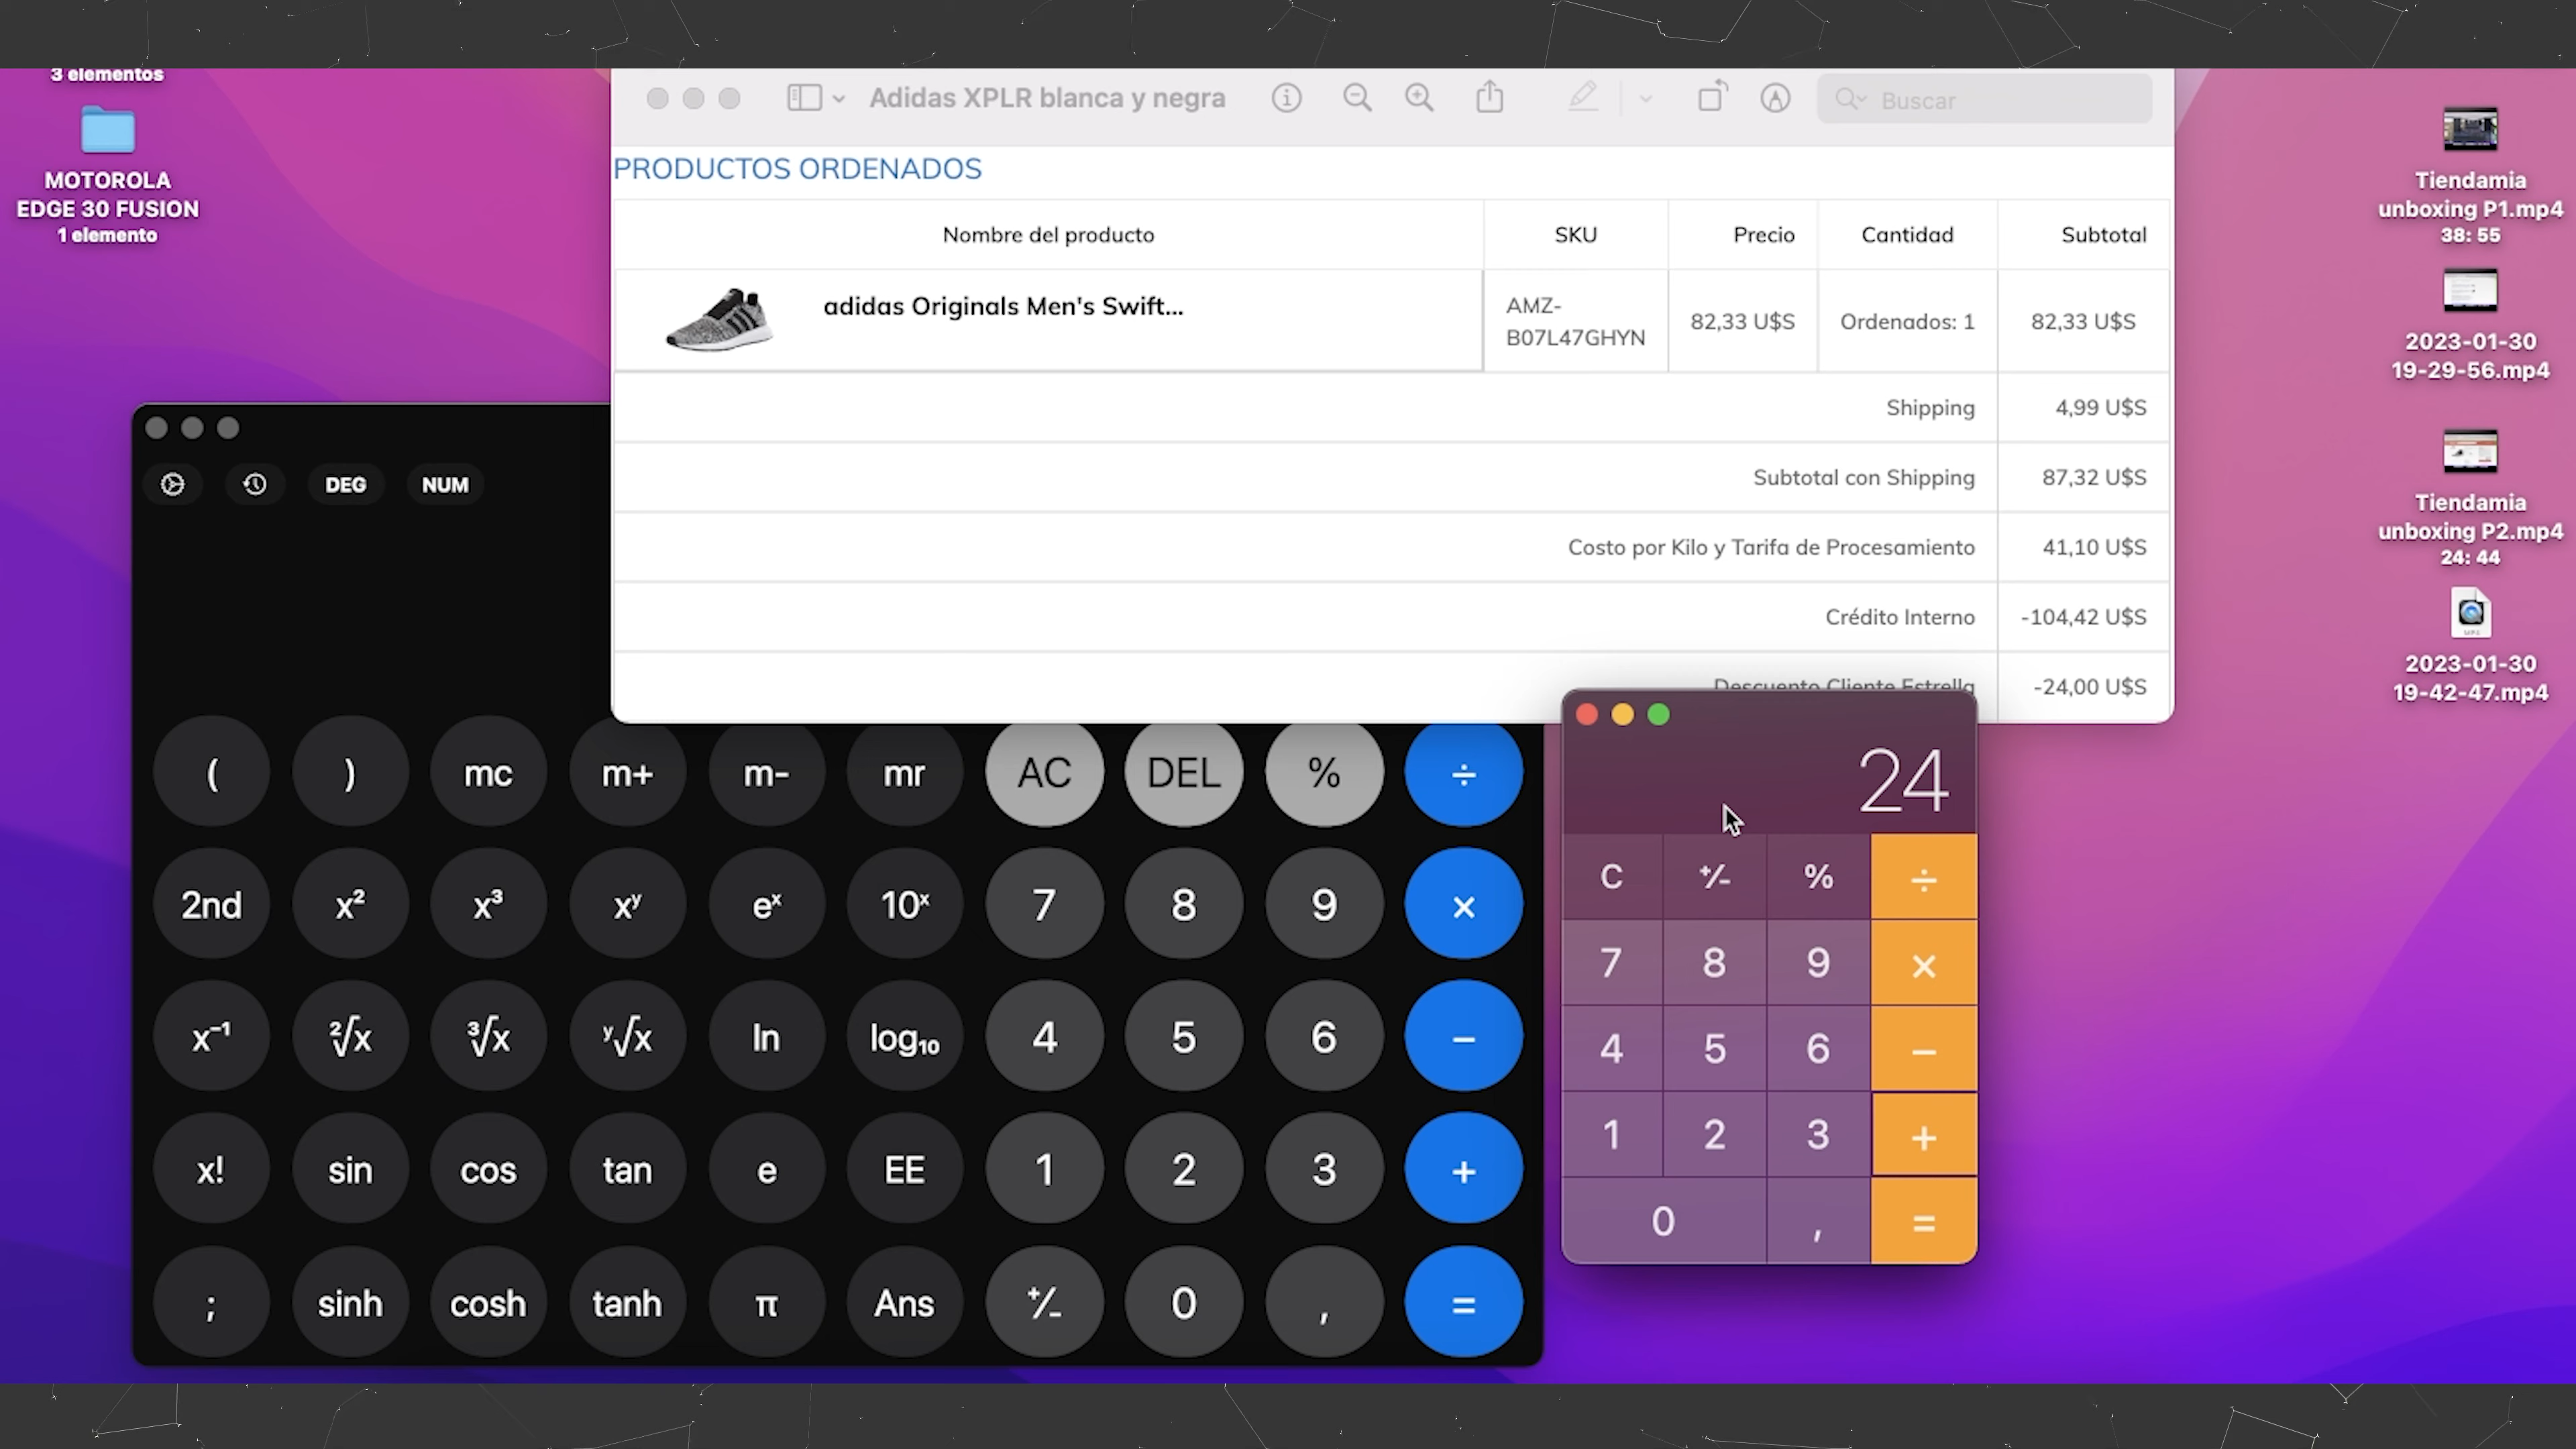 3 elementos
MOTOROLA
EDGE 30 FUSION
1 elemento
Adidas XPLR blanca y negra
Buscar
PRODUCTOS ORDENADOS
Nombre del producto SKU Precio Cantidad Subtotal
adidas Originals Men's Swift...
AMZ-
B07L47GHYN
82,33 U$S
Ordenados: 1
82,33 U$S
Shipping 4,99 U$S
Subtotal con Shipping 87,32 U$S
Costo por Kilo y Tarifa de Procesamiento 41,10 U$S
Crédito Interno -104,42 U$S
Descuento Cliente Estrella -24,00 U$S
DEG NUM
( ) mc m+ m- mr AC DEL % ÷
2nd x² x³ xʸ eˣ 10ˣ 7 8 9 ×
x⁻¹ ²√x ³√x ʸ√x ln log₁₀ 4 5 6 −
x! sin cos tan e EE 1 2 3 +
; sinh cosh tanh π Ans +/- 0 , =
24
C +/- % ÷
7 8 9 ×
4 5 6 −
1 2 3 +
0 , =
Tiendamia
unboxing P1.mp4
38: 55
2023-01-30
19-29-56.mp4
Tiendamia
unboxing P2.mp4
24: 44
2023-01-30
19-42-47.mp4